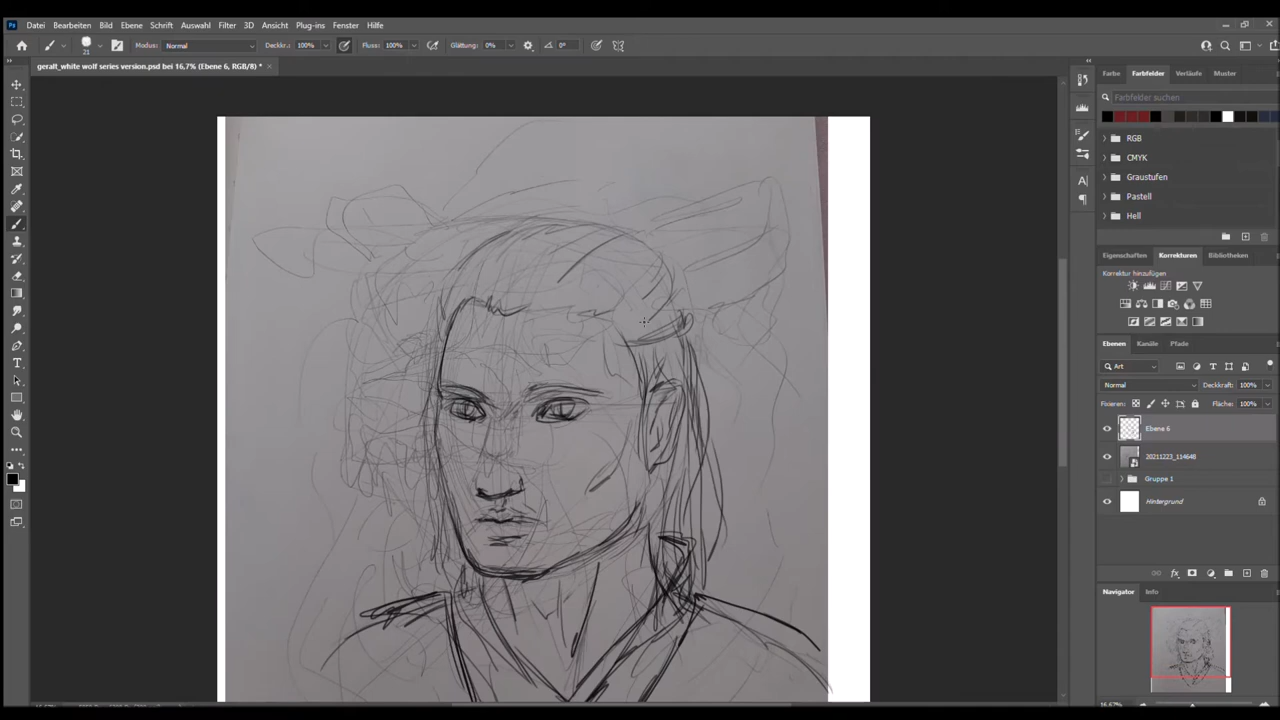 Datei Bearbeiten Bild Ebene Schrift Auswahl Filter 3D Ansicht Plug-ins Fenster Hilfe
21 Modus: Normal Deckkr.: 100% Fluss: 100% Glättung: 0% 0°
geralt_white wolf series version.psd bei 16,7% (Ebene 6, RGB/8) *
Farbe Farbfelder Verläufe Muster
Farbfelder suchen
RGB
CMYK
Graustufen
Pastell
Hell
Eigenschaften Korrekturen Bibliotheken
Korrektur hinzufügen
Ebenen Kanäle Pfade
Art
Normal Deckkraft: 100%
Fixieren: Fläche: 100%
Ebene 6
20211223_114648
Gruppe 1
Hintergrund
Navigator Info